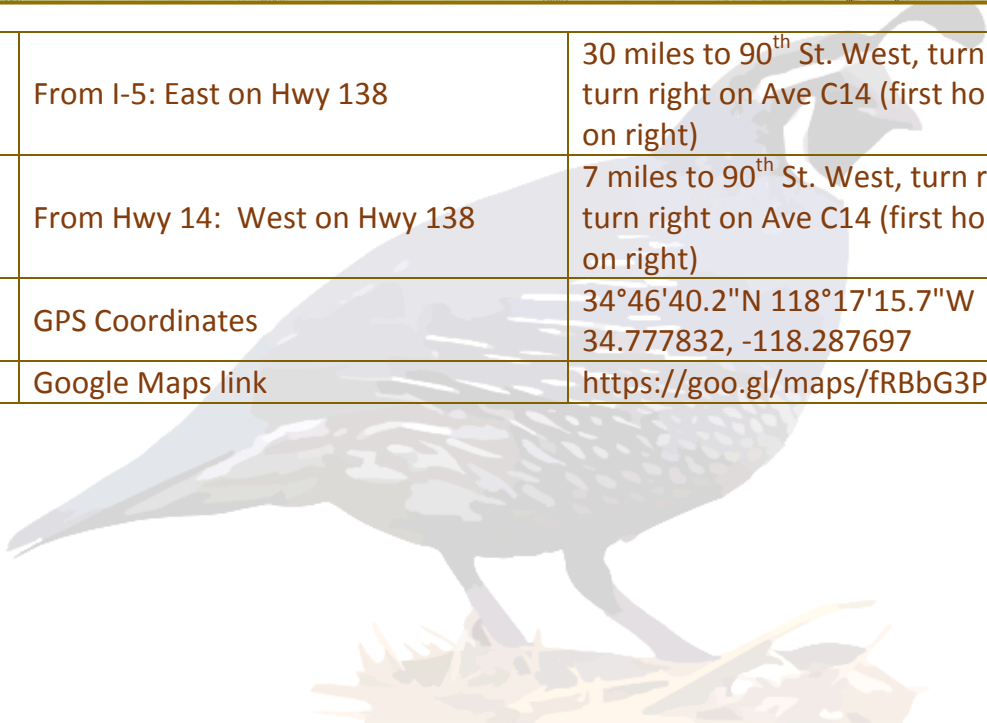 From I-5: East on Hwy 138
30 miles to 90th St. West, turn
turn right on Ave C14 (first ho
on right)
From Hwy 14: West on Hwy 138
7 miles to 90th St. West, turn r
turn right on Ave C14 (first ho
on right)
GPS Coordinates
34°46'40.2"N 118°17'15.7"W
34.777832, -118.287697
Google Maps link
https://goo.gl/maps/fRBbG3P